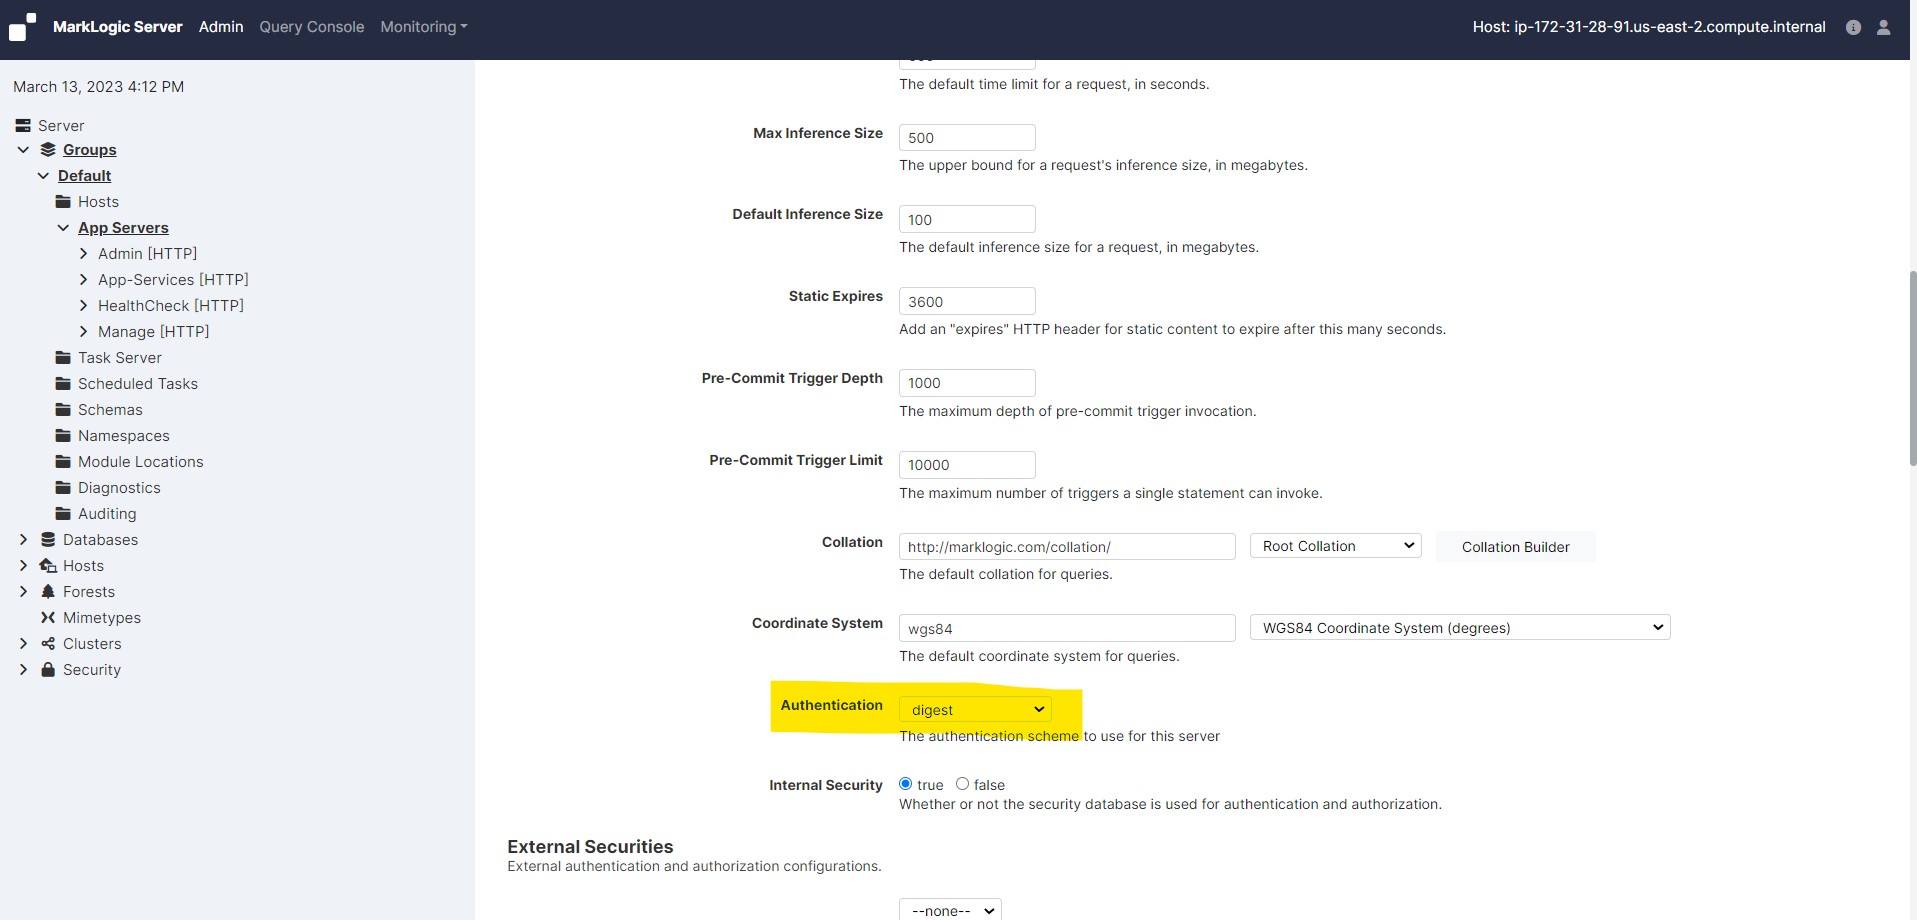 MarkLogic Server Admin Query Console Monitoring Host: ip-172-31-28-91.us-east-2.compute.internal
March 13, 2023 4:12 PM
Server
Groups
Default
Hosts
App Servers
Admin [HTTP]
App-Services [HTTP]
HealthCheck [HTTP]
Manage [HTTP]
Task Server
Scheduled Tasks
Schemas
Namespaces
Module Locations
Diagnostics
Auditing
Databases
Hosts
Forests
Mimetypes
Clusters
Security
The default time limit for a request, in seconds.
Max Inference Size 500
The upper bound for a request's inference size, in megabytes.
Default Inference Size 100
The default inference size for a request, in megabytes.
Static Expires 3600
Add an "expires" HTTP header for static content to expire after this many seconds.
Pre-Commit Trigger Depth 1000
The maximum depth of pre-commit trigger invocation.
Pre-Commit Trigger Limit 10000
The maximum number of triggers a single statement can invoke.
Collation http://marklogic.com/collation/ Root Collation Collation Builder
The default collation for queries.
Coordinate System wgs84 WGS84 Coordinate System (degrees)
The default coordinate system for queries.
Authentication digest
The authentication scheme to use for this server
Internal Security true false
Whether or not the security database is used for authentication and authorization.
External Securities
External authentication and authorization configurations.
--none--